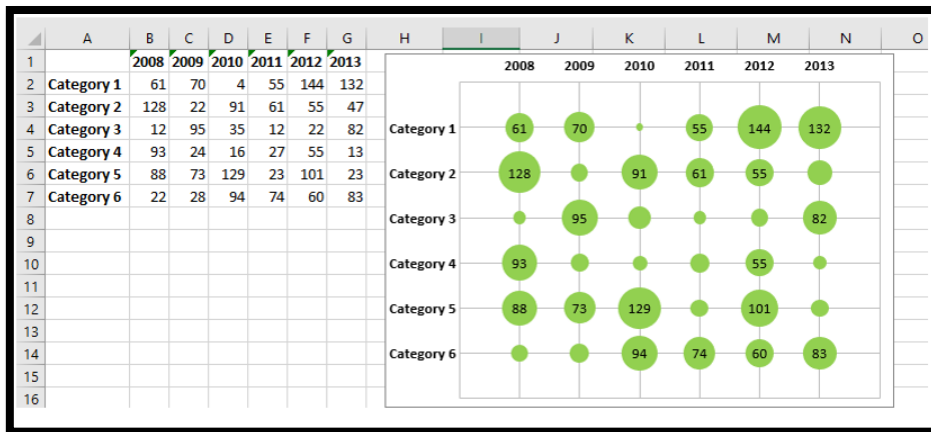 A B C D E F G H I J K L M N O
1 2008 2009 2010 2011 2012 2013
2 Category 1 61 70 4 55 144 132
3 Category 2 128 22 91 61 55 47
4 Category 3 12 95 35 12 22 82
5 Category 4 93 24 16 27 55 13
6 Category 5 88 73 129 23 101 23
7 Category 6 22 28 94 74 60 83
8
9
10
11
12
13
14
15
16
2008 2009 2010 2011 2012 2013
Category 1 61 70 55 144 132
Category 2 128 91 61 55
Category 3 95 82
Category 4 93 55
Category 5 88 73 129 101
Category 6 94 74 60 83